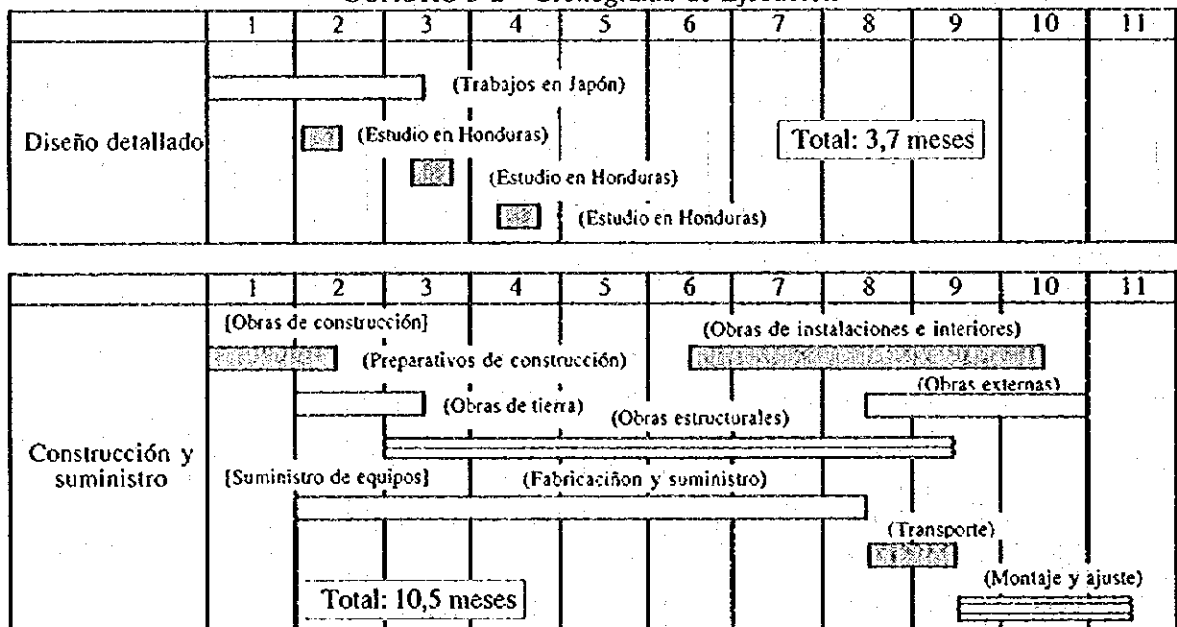 1 2 3 4 5 6 7 8 9 10 11
(Trabajos en Japón)
Diseño detallado
(Estudio en Honduras)
Total: 3,7 meses
(Estudio en Honduras)
(Estudio en Honduras)
1 2 3 4 5 6 7 8 9 10 11
[Obras de construcción]
(Obras de instalaciones e interiores)
(Preparativos de construcción)
(Obras externas)
(Obras de tierra)
(Obras estructurales)
Construcción y
suministro
[Suministro de equipos]
(Fabricaciñon y suministro)
(Transporte)
(Montaje y ajuste)
Total: 10,5 meses